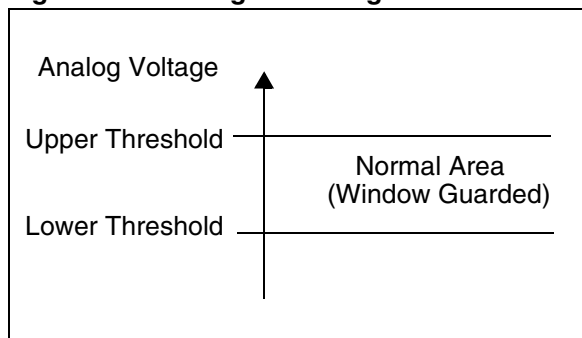 Analog Voltage
Upper Threshold
Normal Area
(Window Guarded)
Lower Threshold